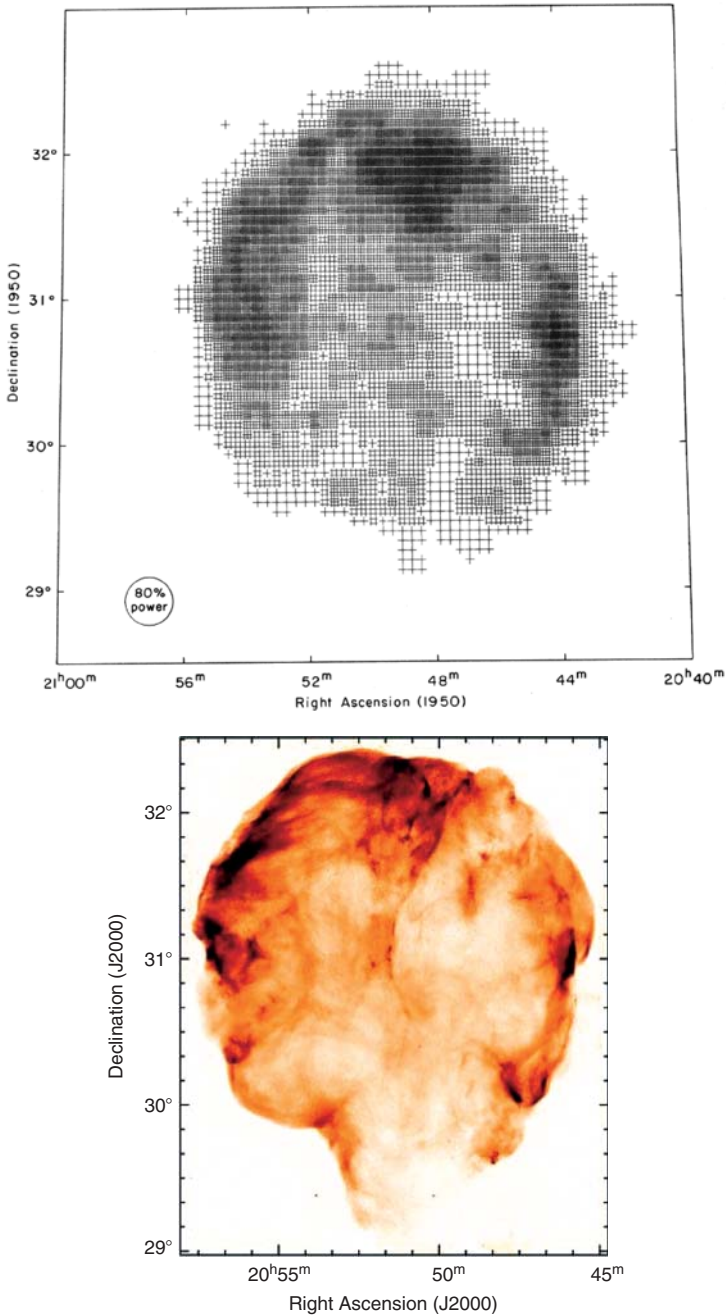 32°
31°
30°
29°
Declination (1950)
80%
power
21ʰ00ᵐ 56ᵐ 52ᵐ 48ᵐ 44ᵐ 20ʰ40ᵐ
Right Ascension (1950)
32°
31°
30°
29°
Declination (J2000)
20ʰ55ᵐ 50ᵐ 45ᵐ
Right Ascension (J2000)